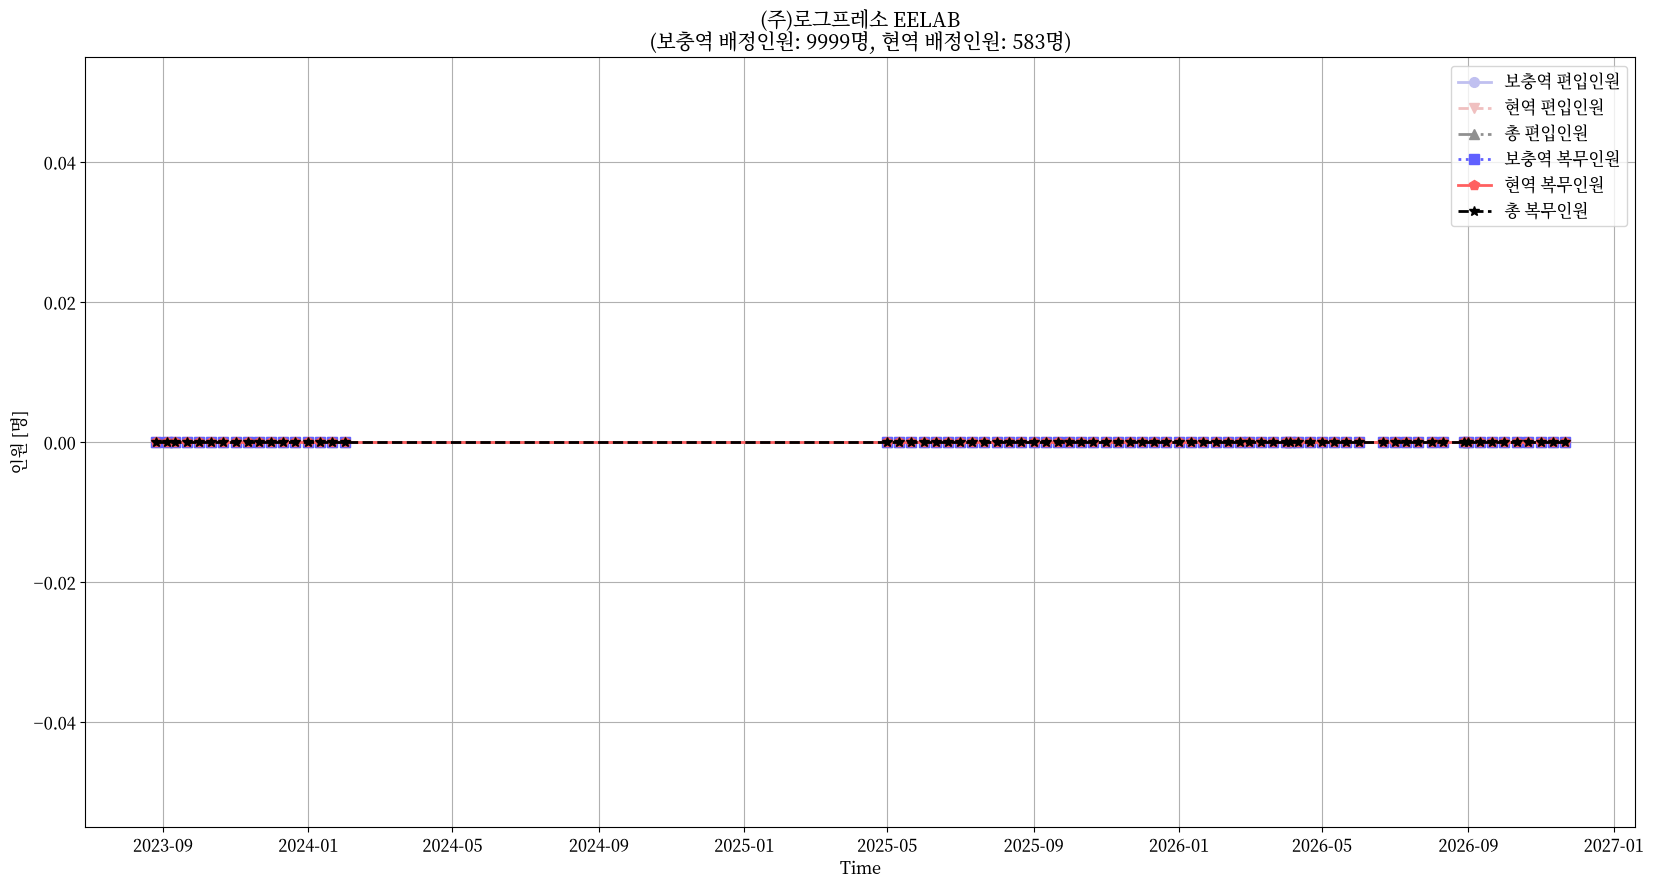 (주)로그프레소 EELAB
(보충역 배정인원: 9999명, 현역 배정인원: 583명)
보충역 편입인원
현역 편입인원
총 편입인원
보충역 복무인원
현역 복무인원
총 복무인원
인원 [명]
0.04
0.02
0.00
−0.02
−0.04
2023-09
2024-01
2024-05
2024-09
2025-01
2025-05
2025-09
2026-01
2026-05
2026-09
2027-01
Time